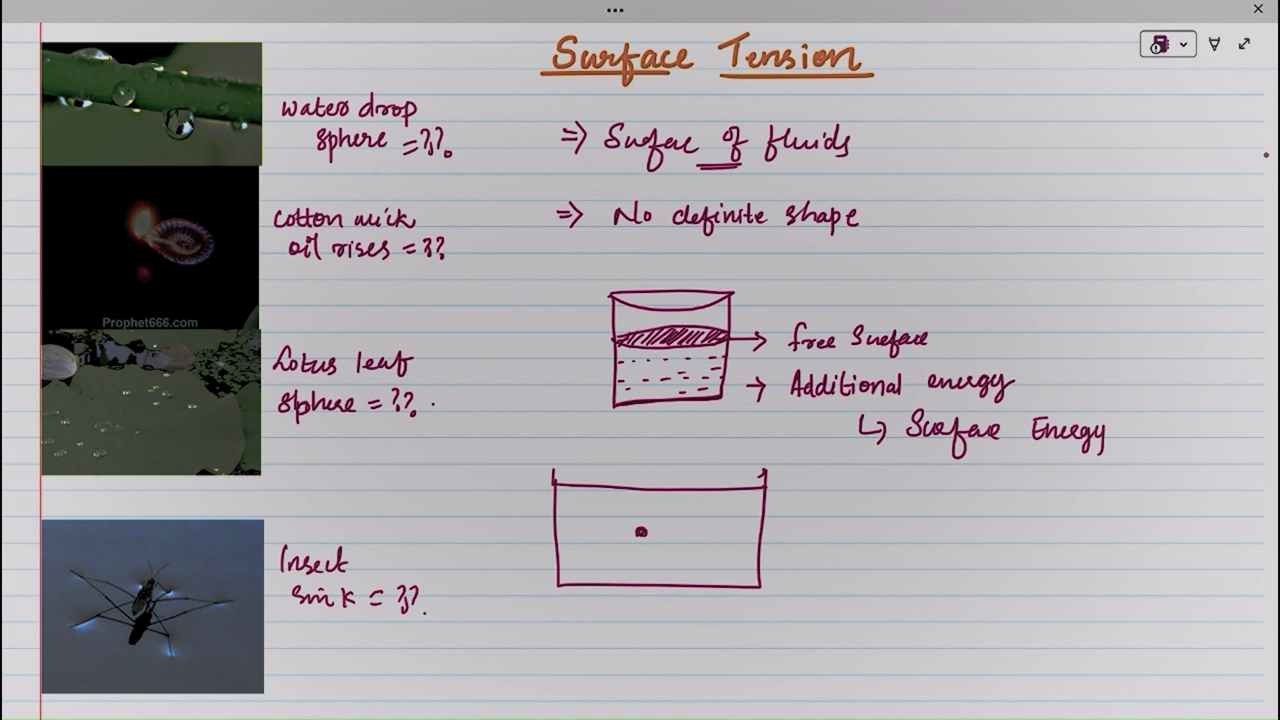 Surface Tension
water drop
sphere = ??.
=> Surfac of fluids
cotton wick
oil rises = ??
=> No definite shape
Prophet666.com
→ free Surface
→ Additional energy
↳ Surface Energy
Lotus leaf
Sphere = ??.
Insect
sink = ??.